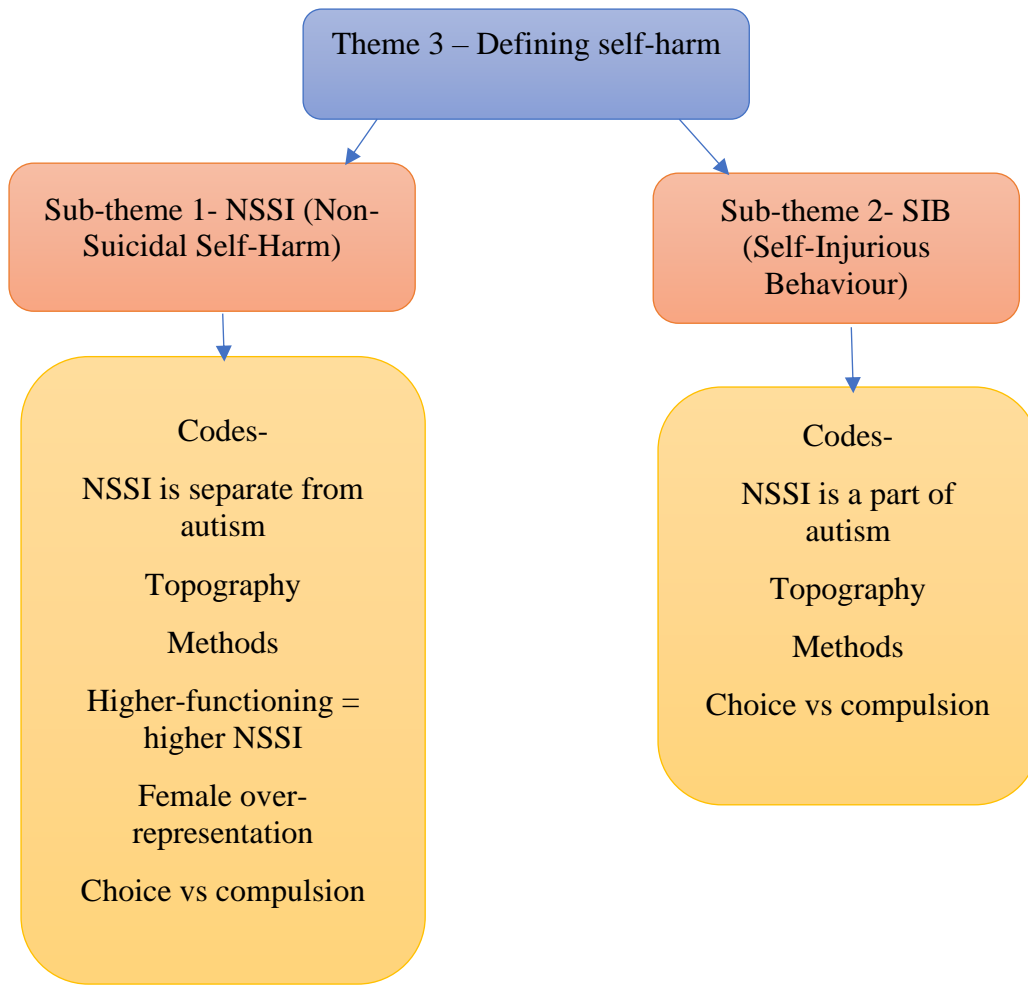 Theme 3 – Defining self-harm
Sub-theme 1- NSSI (Non-
Suicidal Self-Harm)
Codes-
NSSI is separate from
autism
Topography
Methods
Higher-functioning =
higher NSSI
Female over-
representation
Choice vs compulsion
Sub-theme 2- SIB
(Self-Injurious
Behaviour)
Codes-
NSSI is a part of
autism
Topography
Methods
Choice vs compulsion